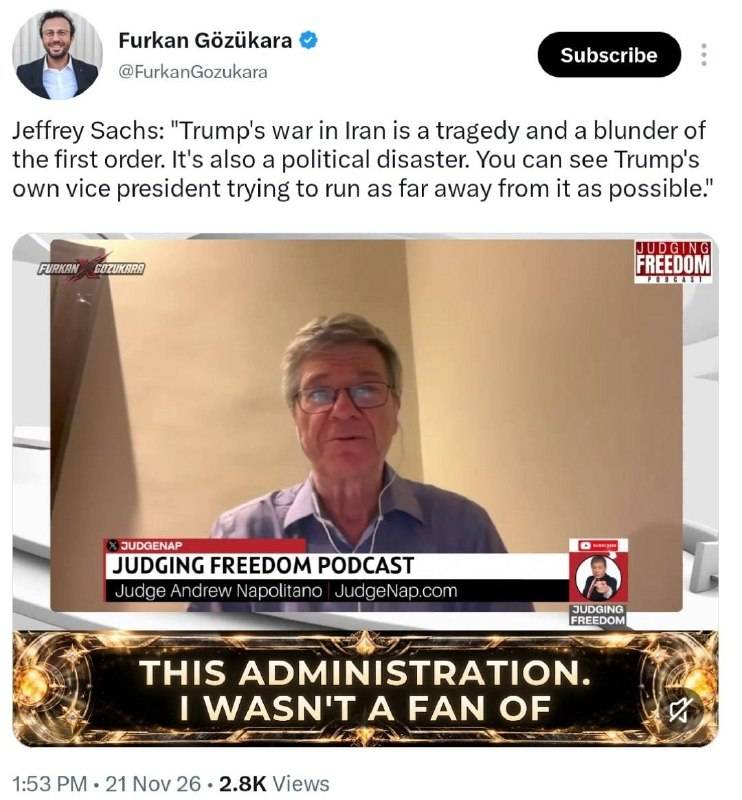 Furkan Gözükara
@FurkanGozukara
Subscribe
Jeffrey Sachs: "Trump's war in Iran is a tragedy and a blunder of
the first order. It's also a political disaster. You can see Trump's
own vice president trying to run as far away from it as possible."
FURKAN GOZUKARA
JUDGING
FREEDOM
PODCAST
JUDGENAP
JUDGING FREEDOM PODCAST
Judge Andrew Napolitano JudgeNap.com
JUDGING
FREEDOM
THIS ADMINISTRATION.
I WASN'T A FAN OF
1:53 PM • 21 Nov 26 • 2.8K Views